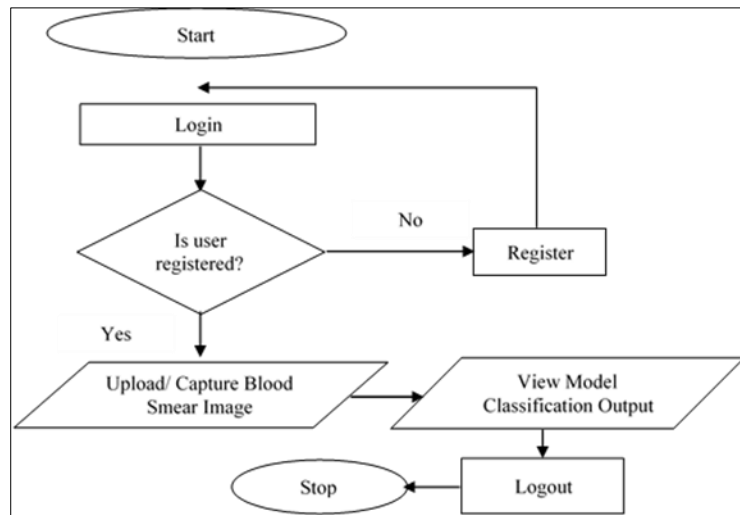 Start
Login
Is user
registered?
No
Register
Yes
Upload/ Capture Blood
Smear Image
View Model
Classification Output
Stop
Logout